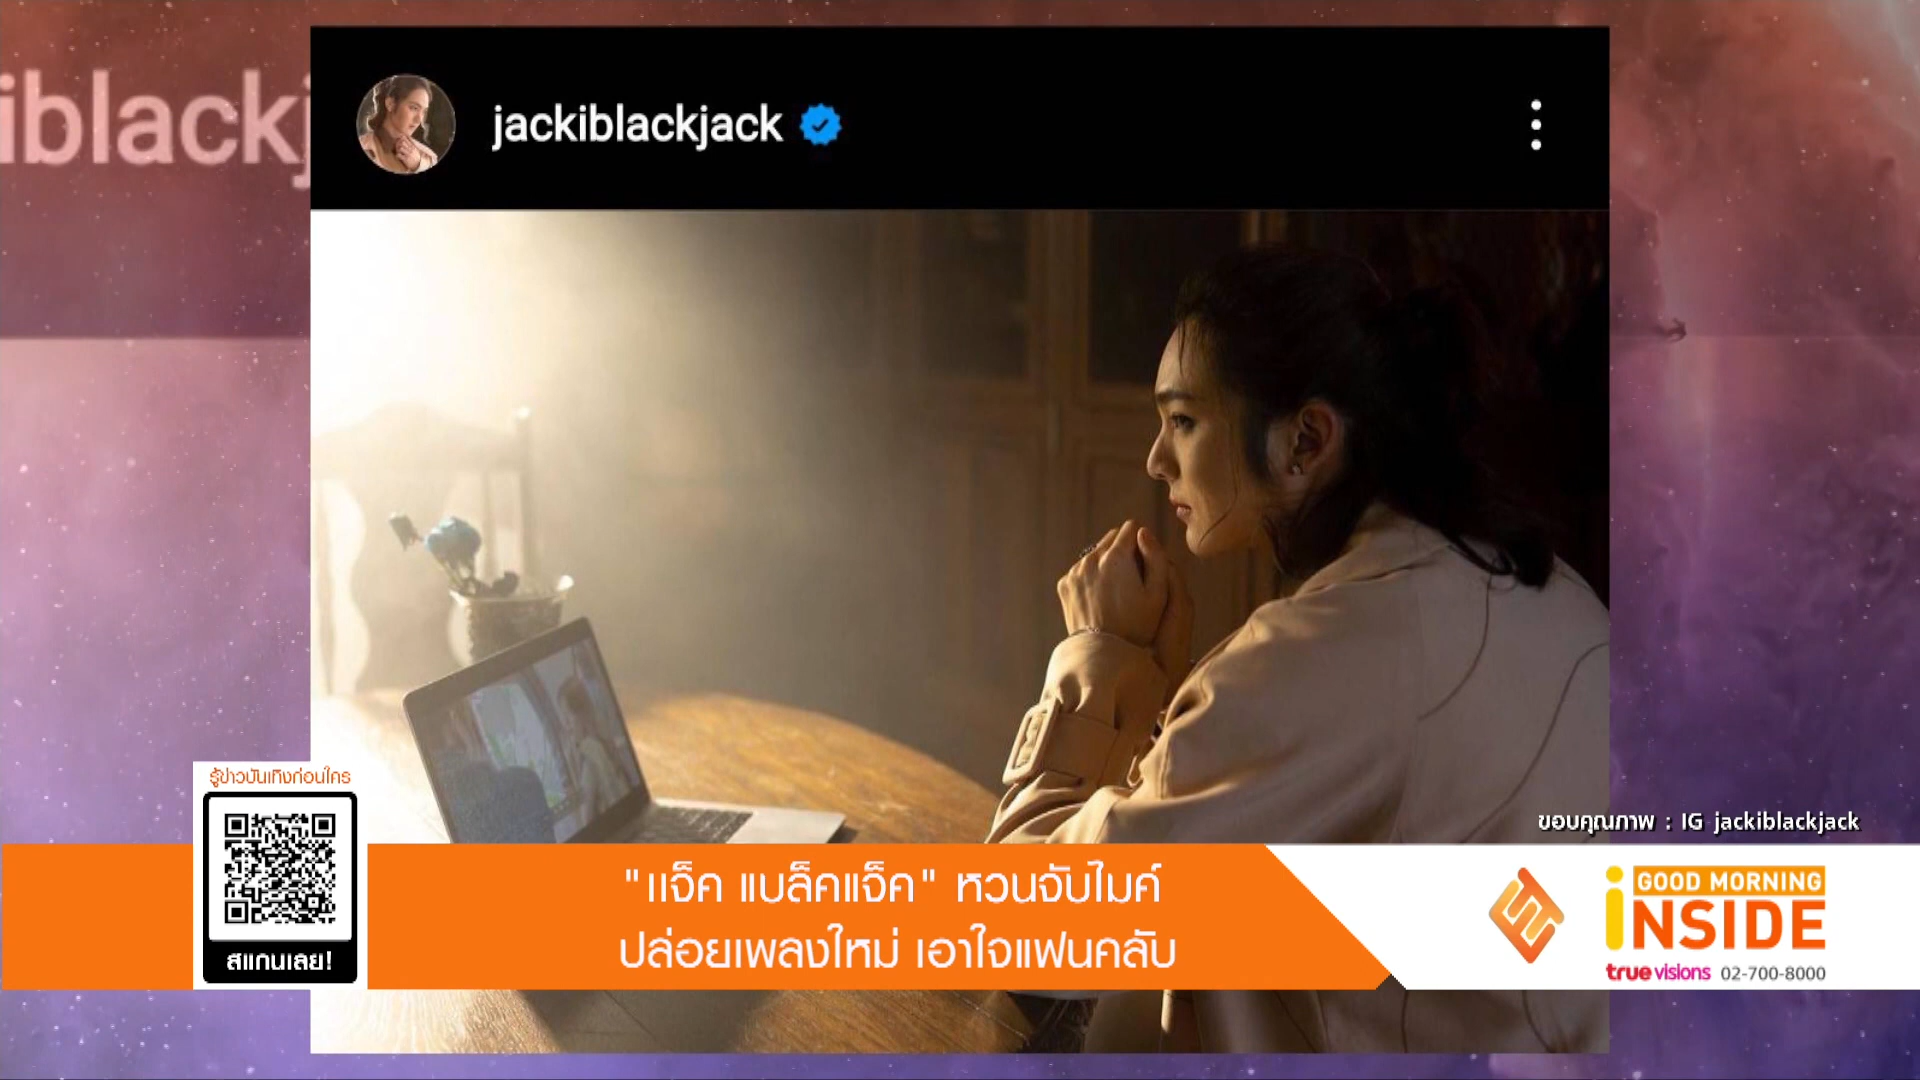 iblackj
jackiblackjack
รู้ข่าวบันเทิงก่อนใคร
สแกนเลย!
ขอบคุณภาพ : IG jackiblackjack
"แจ็ค แบล็คแจ็ค" หวนจับไมค์
ปล่อยเพลงใหม่ เอาใจแฟนคลับ
GOOD MORNING
iNSIDE
truevisions 02-700-8000